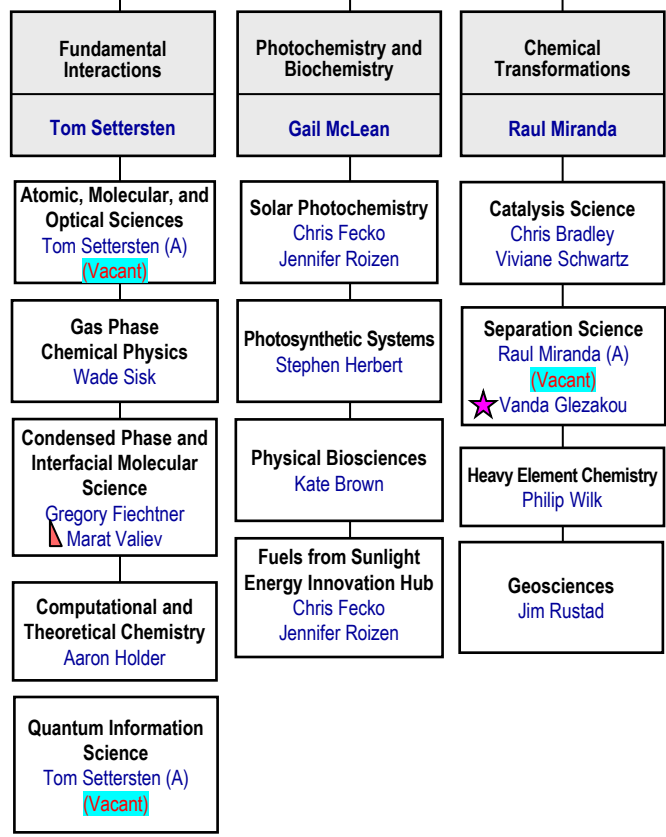 Fundamental
Interactions
Tom Settersten
Atomic, Molecular, and
Optical Sciences
Tom Settersten (A)
(Vacant)
Gas Phase
Chemical Physics
Wade Sisk
Condensed Phase and
Interfacial Molecular
Science
Gregory Fiechtner
Marat Valiev
Computational and
Theoretical Chemistry
Aaron Holder
Quantum Information
Science
Tom Settersten (A)
(Vacant)
Photochemistry and
Biochemistry
Gail McLean
Solar Photochemistry
Chris Fecko
Jennifer Roizen
Photosynthetic Systems
Stephen Herbert
Physical Biosciences
Kate Brown
Fuels from Sunlight
Energy Innovation Hub
Chris Fecko
Jennifer Roizen
Chemical
Transformations
Raul Miranda
Catalysis Science
Chris Bradley
Viviane Schwartz
Separation Science
Raul Miranda (A)
(Vacant)
Vanda Glezakou
Heavy Element Chemistry
Philip Wilk
Geosciences
Jim Rustad